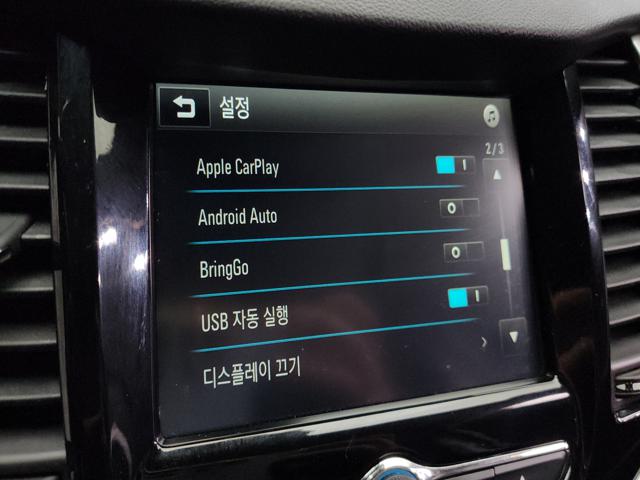 설정
2/3
Apple CarPlay I
Android Auto O
BringGo O
USB 자동 실행 I
디스플레이 끄기